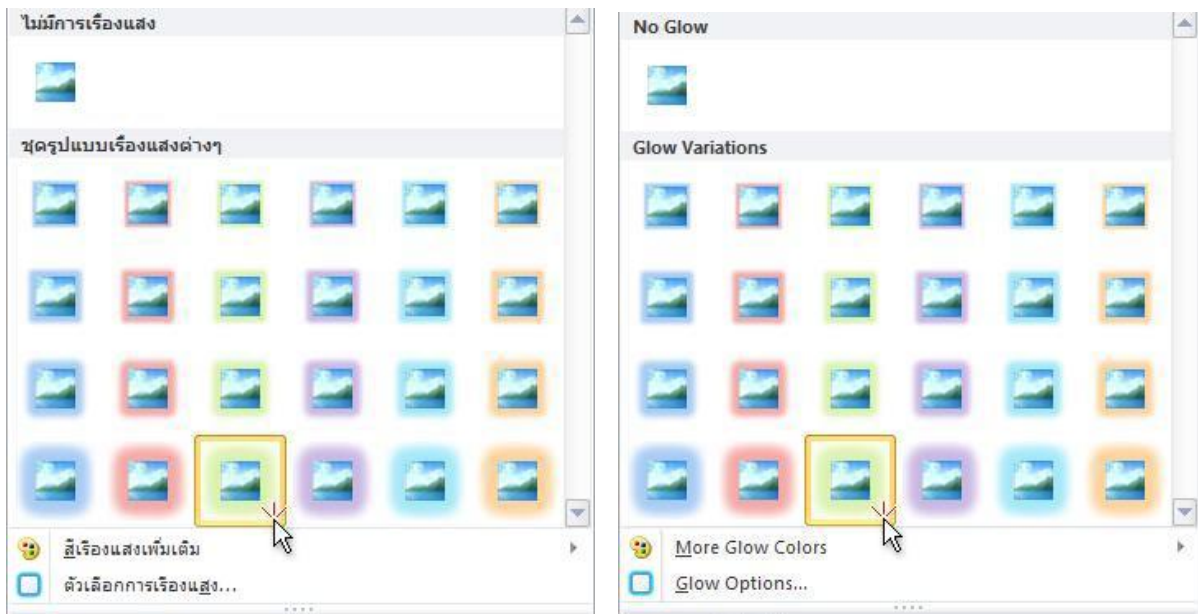 ไม่มีการเรืองแสง
ชุดรูปแบบเรืองแสงต่างๆ
สีเรืองแสงเพิ่มเติม
ตัวเลือกการเรืองแสง...
No Glow
Glow Variations
More Glow Colors
Glow Options...